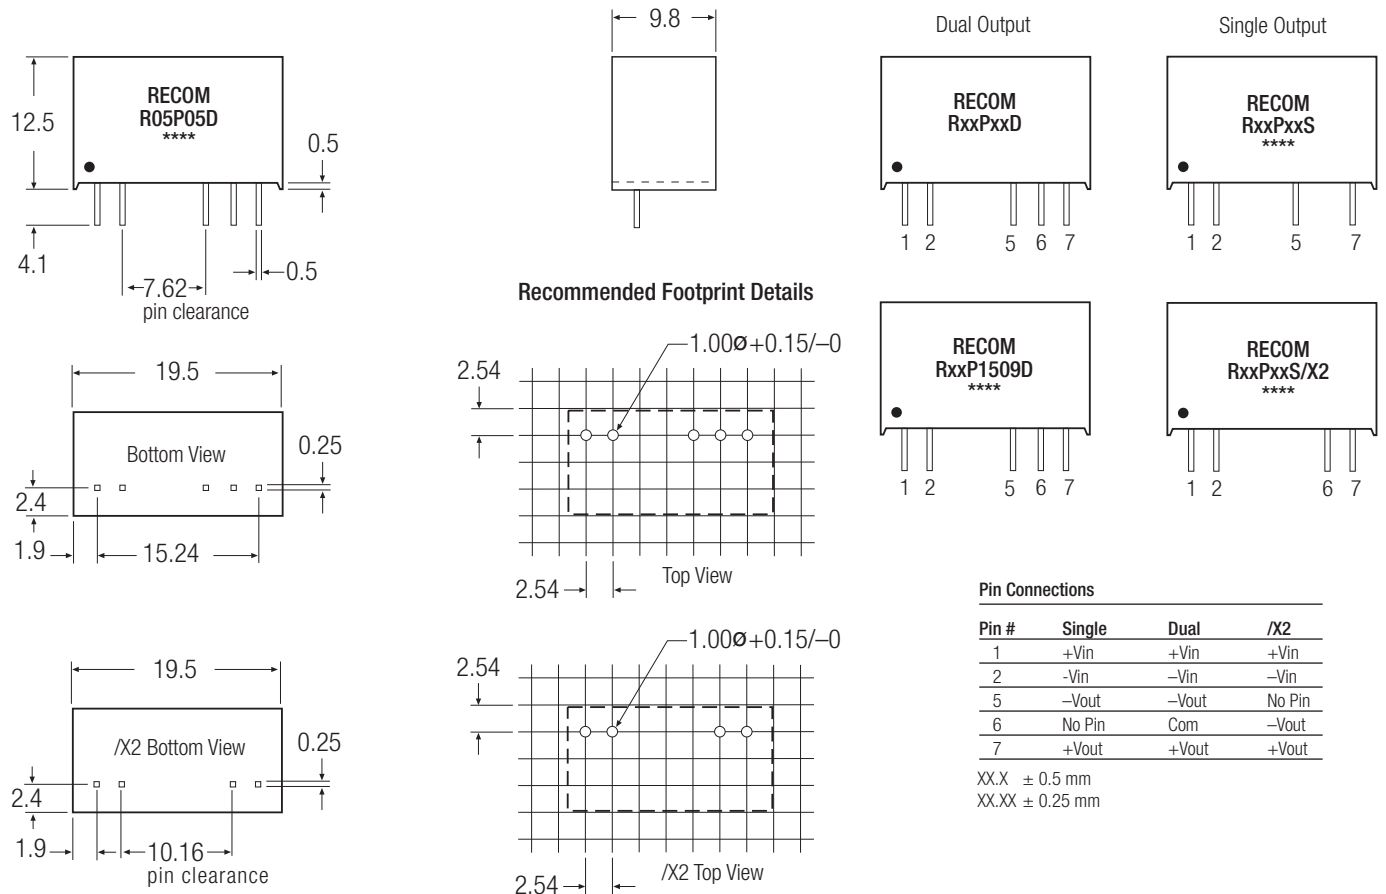 9.8
Dual Output
Single Output
RECOM
R05P05D
****
12.5
0.5
4.1
7.62
pin clearance
0.5
RECOM
RxxPxxD
1 2 5 6 7
RECOM
RxxPxxS
****
1 2 5 7
Recommended Footprint Details
19.5
Bottom View
0.25
2.4
1.9
15.24
2.54
1.00ø+0.15/–0
2.54
Top View
RECOM
RxxP1509D
****
1 2 5 6 7
RECOM
RxxPxxS/X2
****
1 2 6 7
19.5
/X2 Bottom View
0.25
2.4
1.9
10.16
pin clearance
2.54
1.00ø+0.15/–0
2.54
/X2 Top View
Pin Connections
Pin # Single Dual /X2
1 +Vin +Vin +Vin
2 -Vin –Vin –Vin
5 –Vout –Vout No Pin
6 No Pin Com –Vout
7 +Vout +Vout +Vout
XX.X ± 0.5 mm
XX.XX ± 0.25 mm